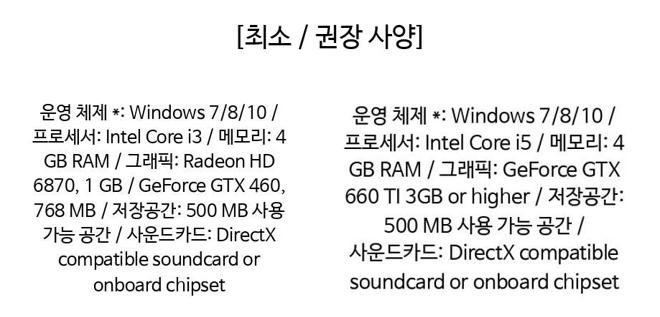 [최소 / 권장 사양]
운영 체제 *: Windows 7/8/10 /
프로세서: Intel Core i3 / 메모리: 4
GB RAM / 그래픽: Radeon HD
6870, 1 GB / GeForce GTX 460,
768 MB / 저장공간: 500 MB 사용
가능 공간 / 사운드카드: DirectX
compatible soundcard or
onboard chipset
운영 체제 *: Windows 7/8/10 /
프로세서: Intel Core i5 / 메모리: 4
GB RAM / 그래픽: GeForce GTX
660 TI 3GB or higher / 저장공간:
500 MB 사용 가능 공간 /
사운드카드: DirectX compatible
soundcard or onboard chipset